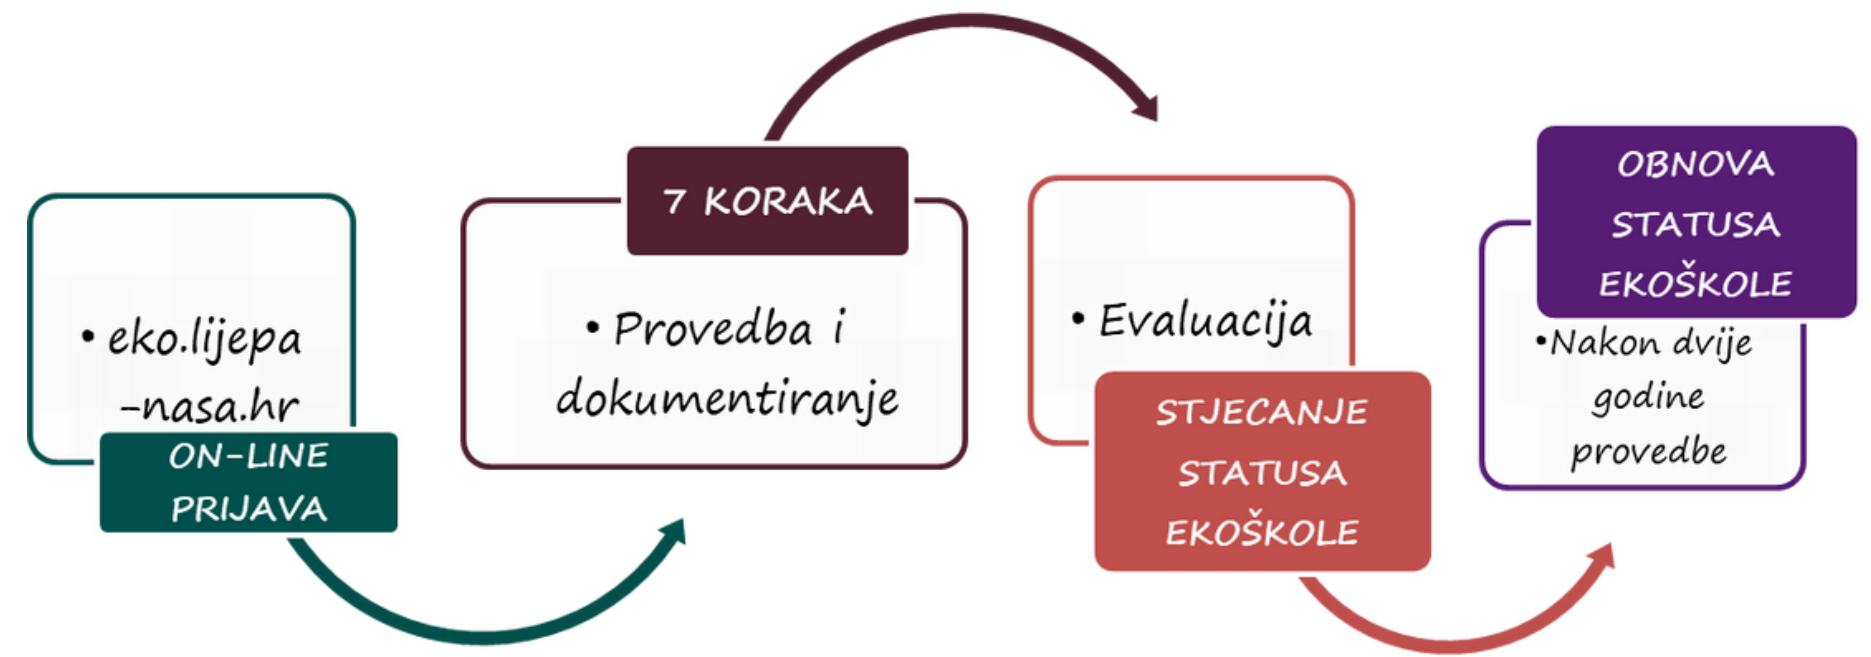 • eko.lijepa
-nasa.hr
ON-LINE
PRIJAVA
7 KORAKA
• Provedba i
dokumentiranje
• Evaluacija
STJECANJE
STATUSA
EKOŠKOLE
OBNOVA
STATUSA
EKOŠKOLE
•Nakon dvije
godine
provedbe